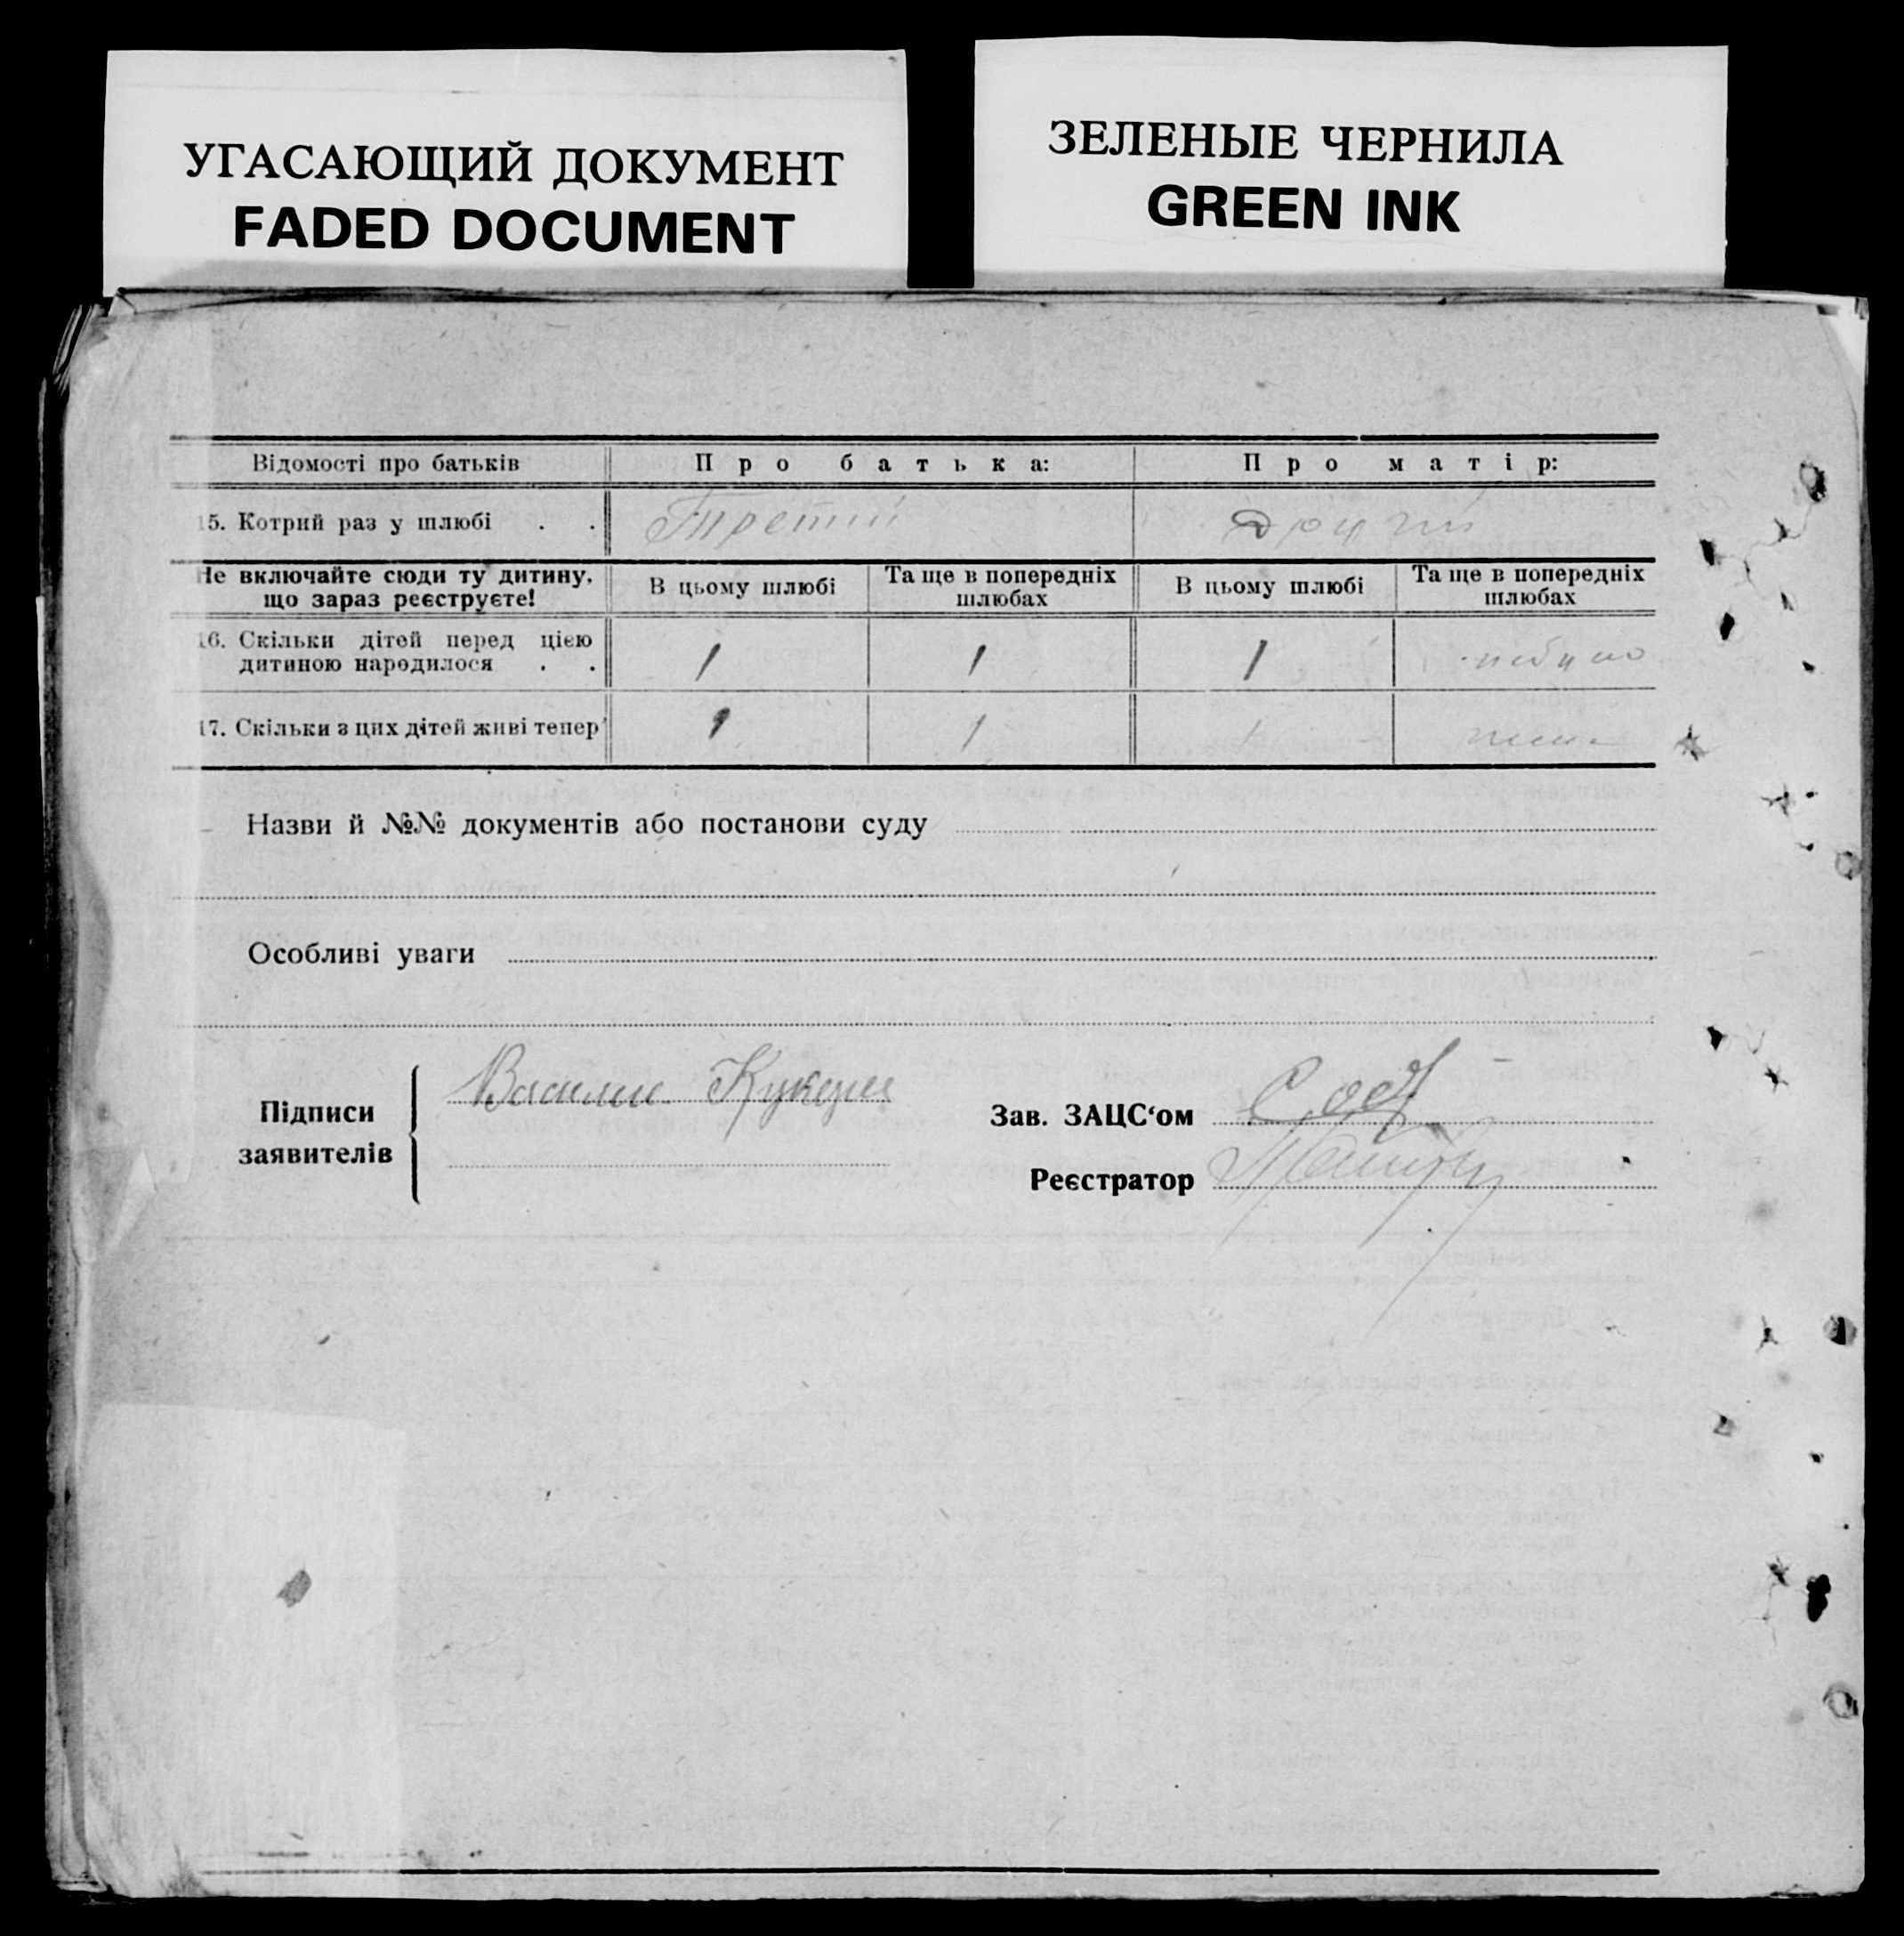 УГАСАЮЩИЙ ДОКУМЕНТ
FADED DOCUMENT
ЗЕЛЕНЫЕ ЧЕРНИЛА
GREEN INK
Відомості про батьків Про батька: Про матір:
15. Котрий раз у шлюбі . . Третий Другий
Не включайте сюди ту дитину, що зараз реєструєте! В цьому шлюбі Та ще в попередніх шлюбах В цьому шлюбі Та ще в попередніх шлюбах
16. Скільки дітей перед цією дитиною народилося . . 1 1 1 небуло
17. Скільки з цих дітей живі тепер 1 1 1
Назви й №№ документів або постанови суду
Особливі уваги
Підписи заявителів
Зав. ЗАЦС‘ом
Реєстратор